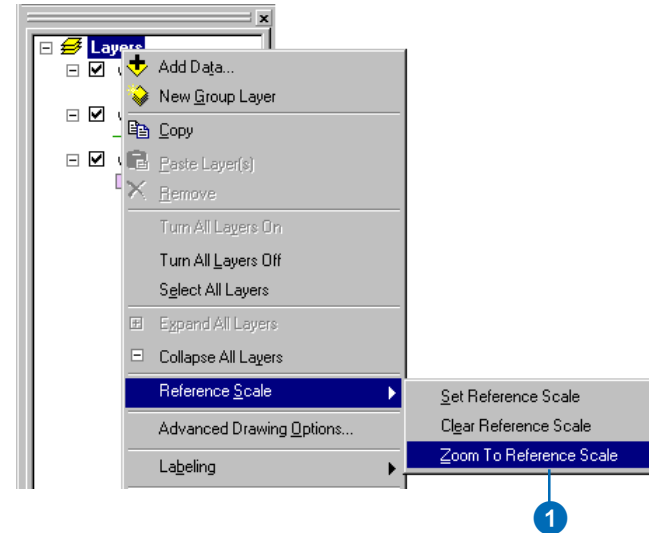 Layers
Add Data...
New Group Layer
Copy
Paste Layer(s)
Remove
Turn All Layers On
Turn All Layers Off
Select All Layers
Expand All Layers
Collapse All Layers
Reference Scale
Set Reference Scale
Clear Reference Scale
Zoom To Reference Scale
Advanced Drawing Options...
Labeling
1